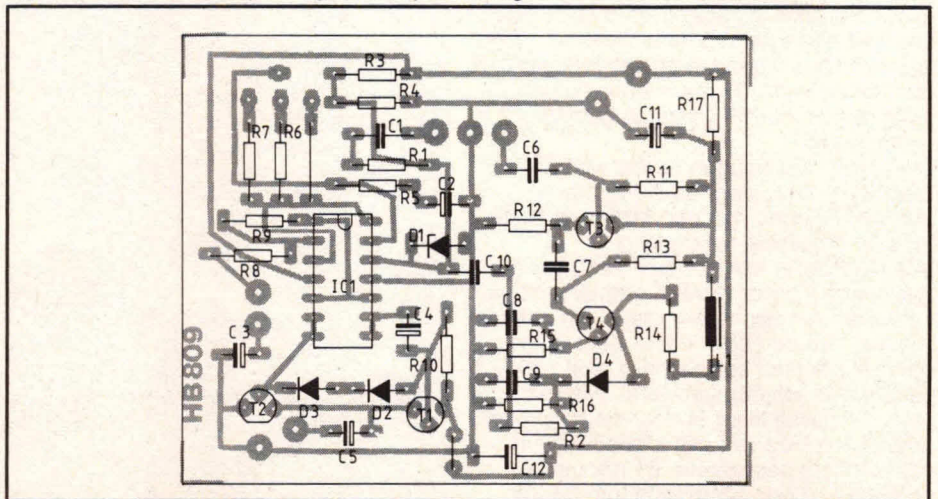 R3
R4
R17
R7
R6
C1
C11
C6
R1
R11
R5
C2
R12
T3
R9
D1
R13
R8
C10
C7
IC1
C8
C4
T4
R14
R15
L1
C3
R10
D4
C9
HB809
T2
D3
D2
T1
R16
R2
C5
C12